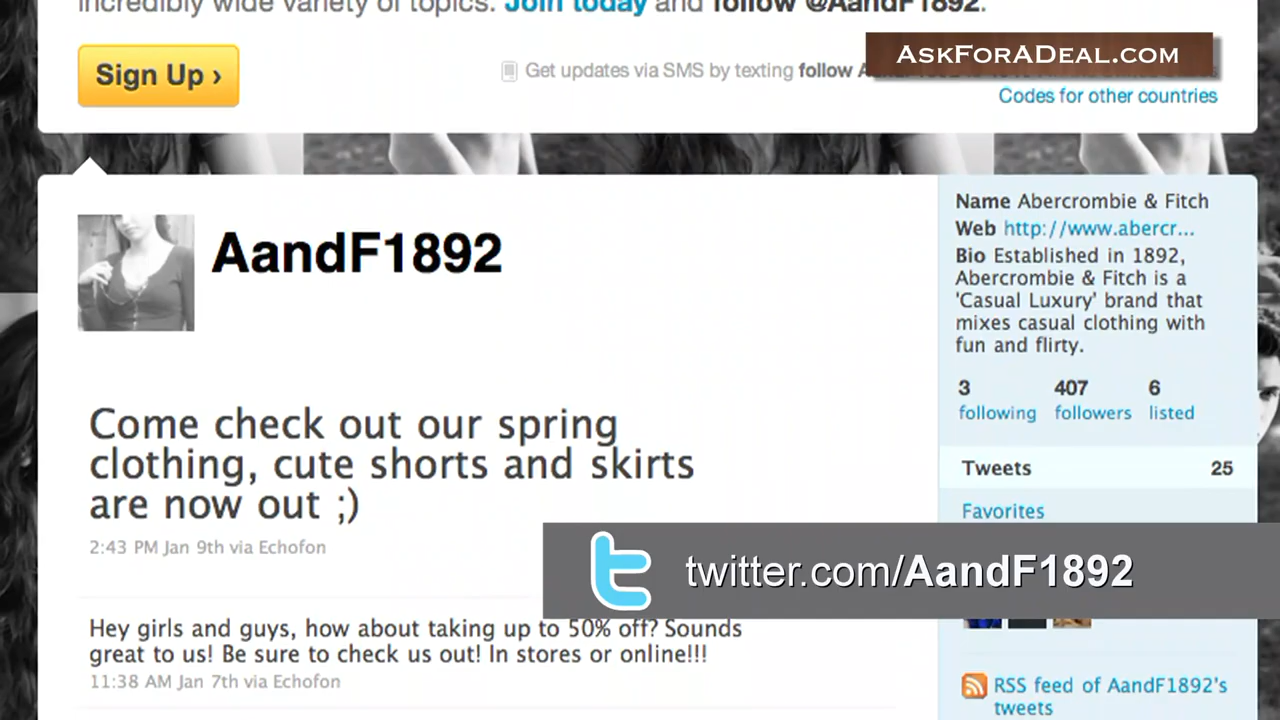 incredibly wide variety of topics. Join today and follow @AandF1892.
AskForADeal.com
Sign Up ›
Get updates via SMS by texting follow
Codes for other countries
AandF1892
Name Abercrombie & Fitch
Web http://www.abercr...
Bio Established in 1892,
Abercrombie & Fitch is a
'Casual Luxury' brand that
mixes casual clothing with
fun and flirty.
3 407 6
following followers listed
Tweets 25
Favorites
Come check out our spring
clothing, cute shorts and skirts
are now out ;)
2:43 PM Jan 9th via Echofon
t twitter.com/AandF1892
Hey girls and guys, how about taking up to 50% off? Sounds
great to us! Be sure to check us out! In stores or online!!!
11:38 AM Jan 7th via Echofon
RSS feed of AandF1892's
tweets